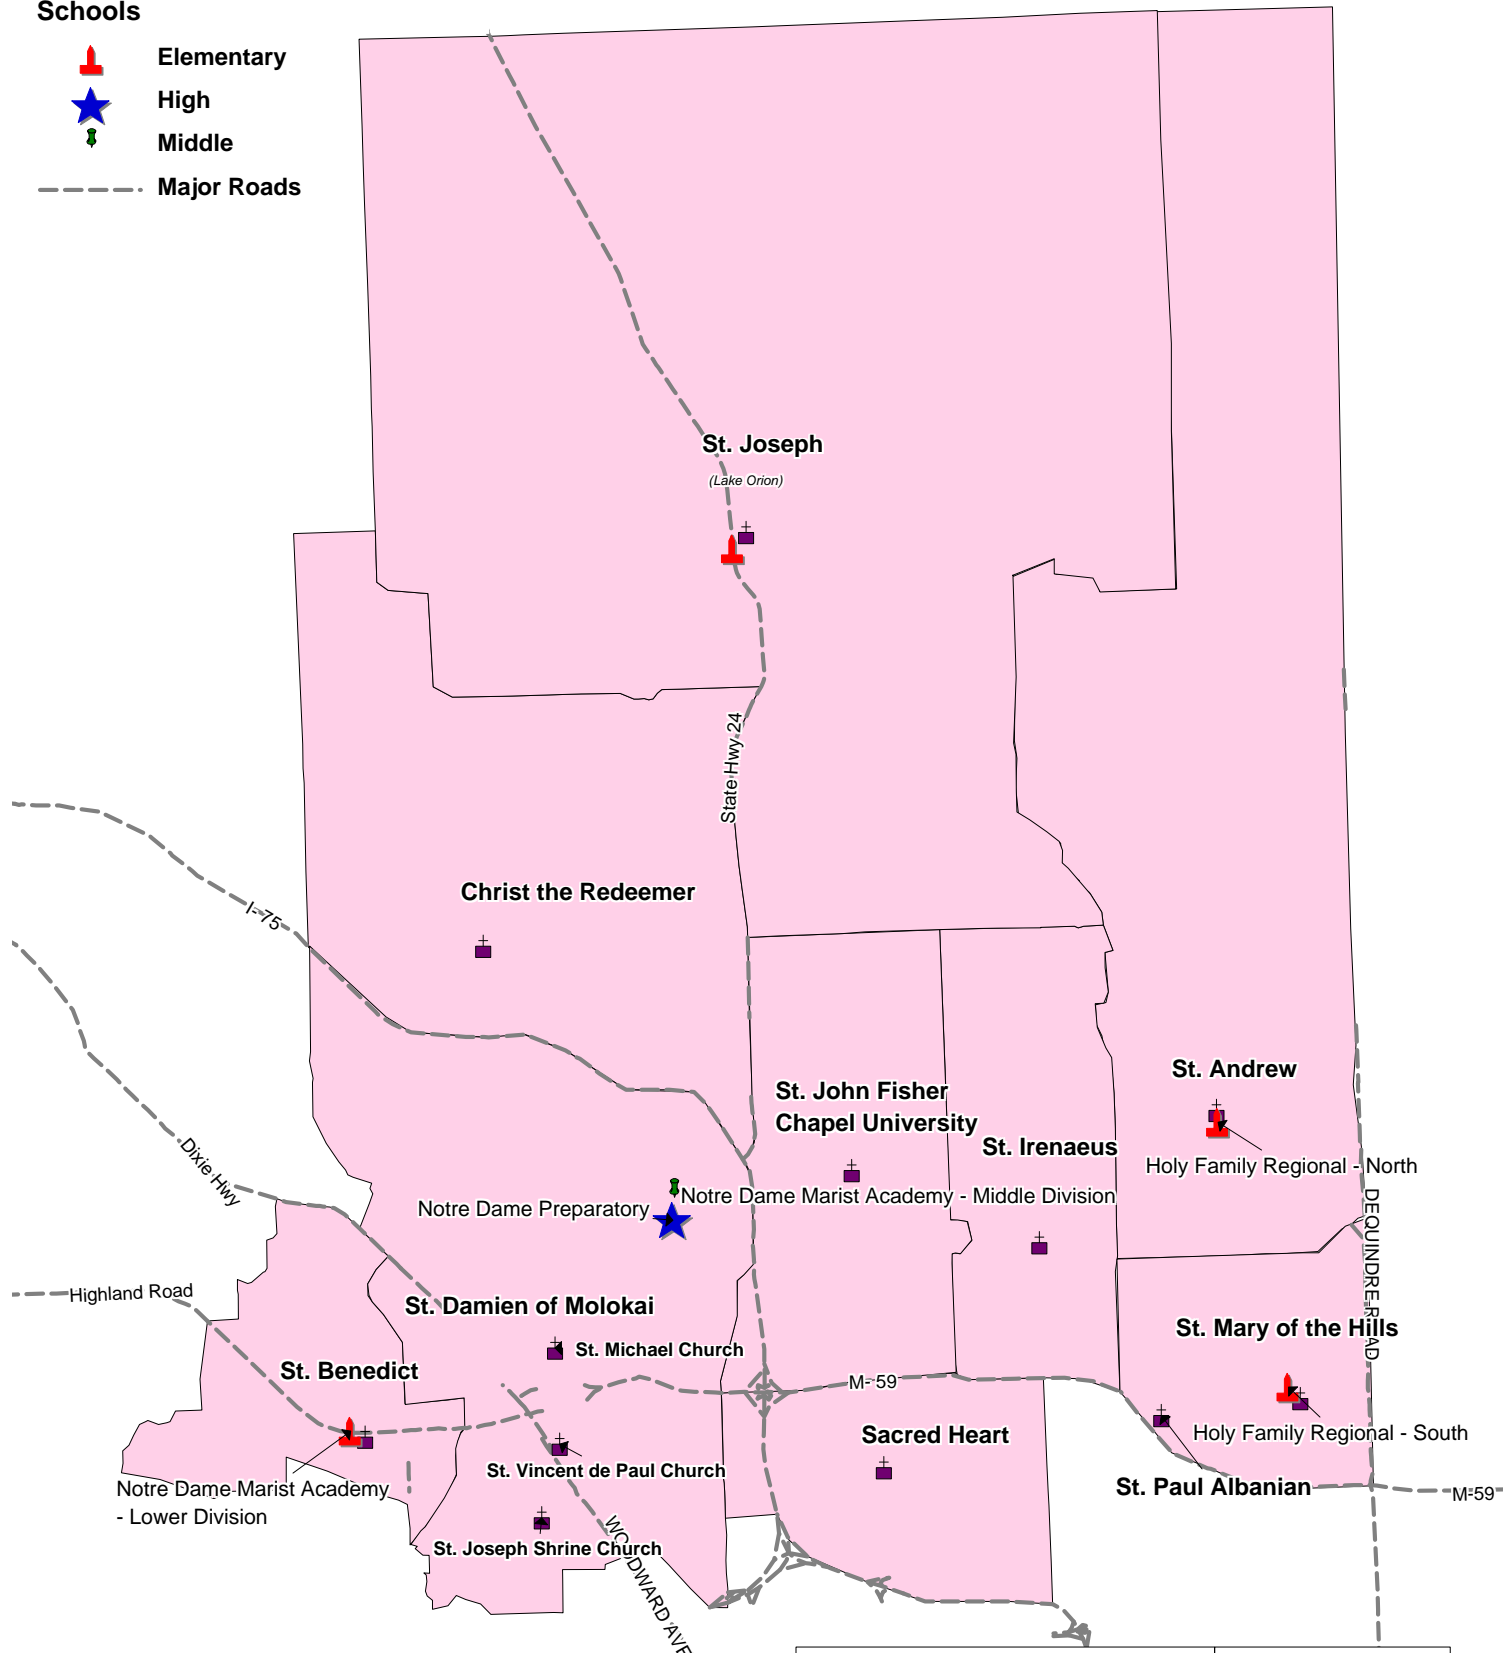 Schools
Elementary
High
Middle
Major Roads
St. Joseph
(Lake Orion)
State Hwy 24
Christ the Redeemer
I-75
St. Andrew
St. John Fisher
Chapel University
St. Irenaeus
Dixie Hwy
Holy Family Regional - North
Notre Dame Marist Academy - Middle Division
Notre Dame Preparatory
DEQUINDRE ROAD
Highland Road
St. Damien of Molokai
St. Mary of the Hills
St. Michael Church
St. Benedict
M- 59
Sacred Heart
Holy Family Regional - South
St. Vincent de Paul Church
Notre Dame Marist Academy
- Lower Division
St. Paul Albanian
M-59
St. Joseph Shrine Church
WOODWARD AVE